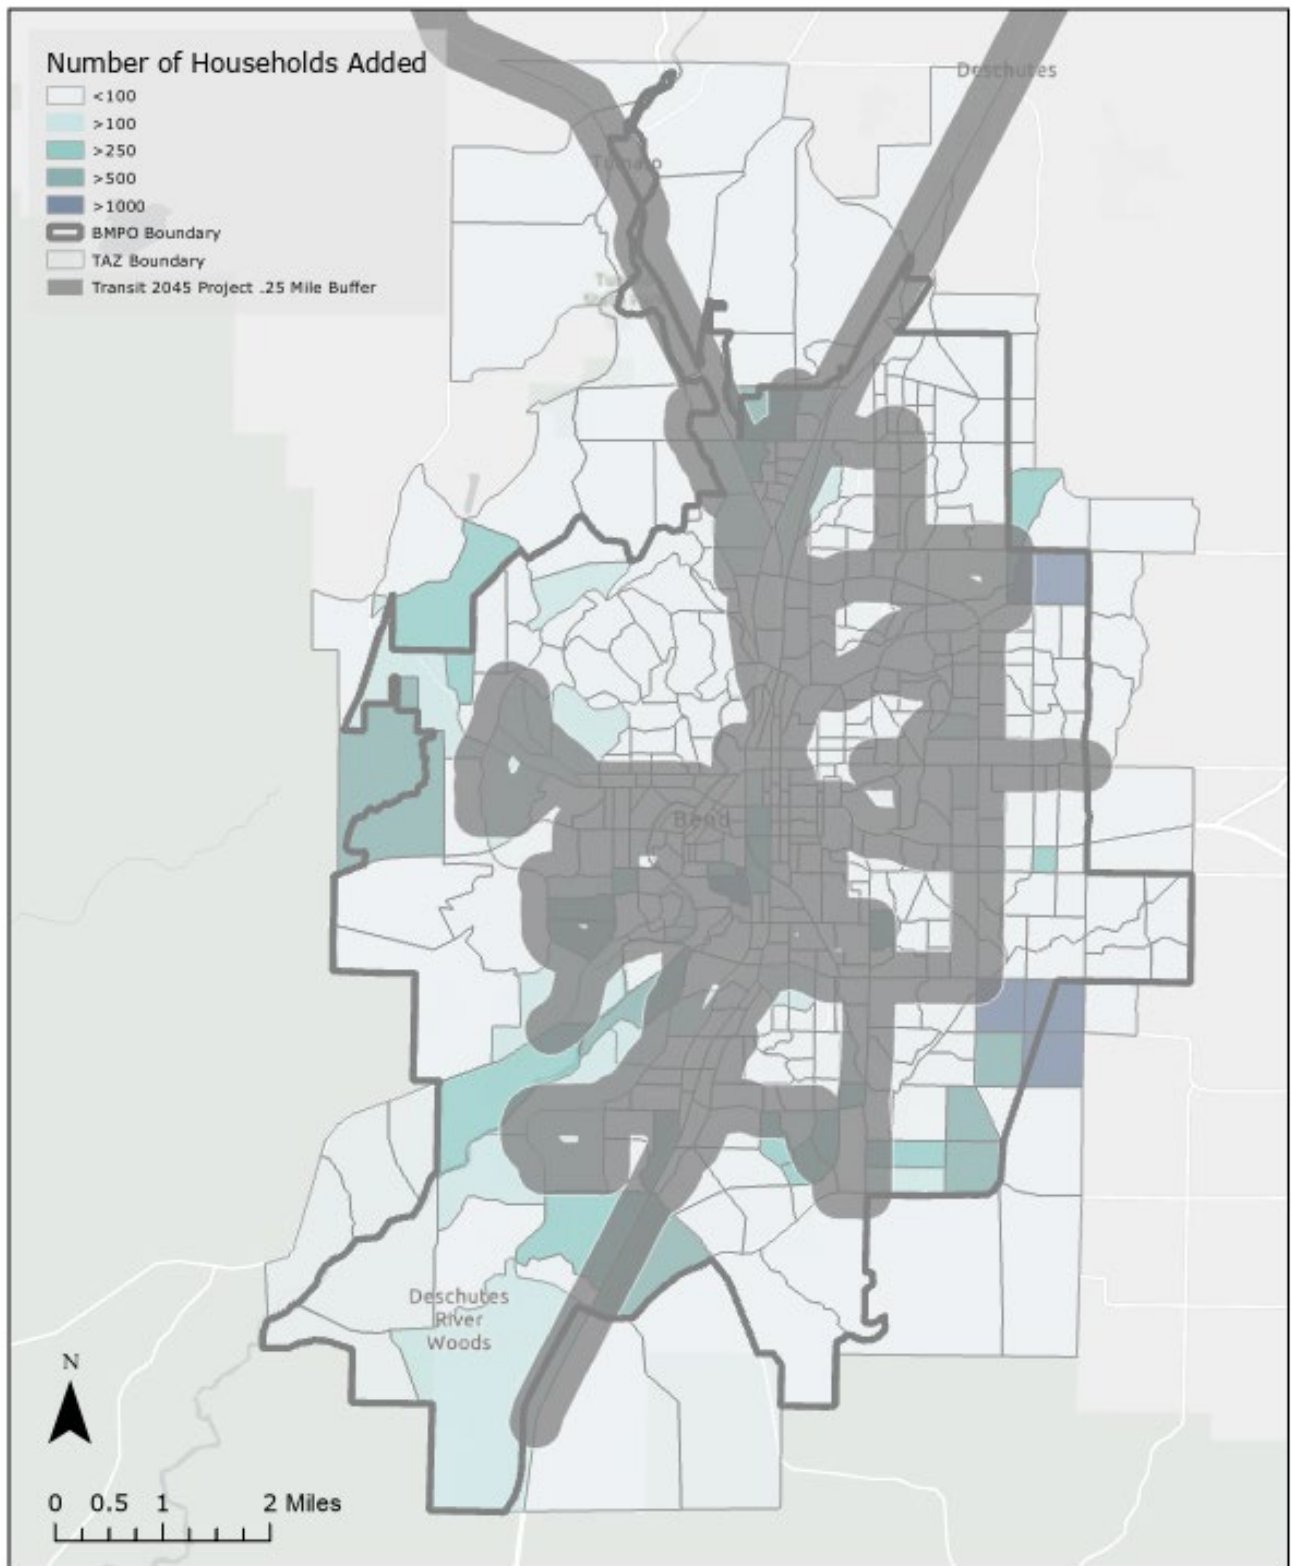 Number of Households Added
<100
>100
>250
>500
>1000
BMPO Boundary
TAZ Boundary
Transit 2045 Project .25 Mile Buffer
Deschutes
Tumalo
Bend
Deschutes
River
Woods
N
0 0.5 1 2 Miles